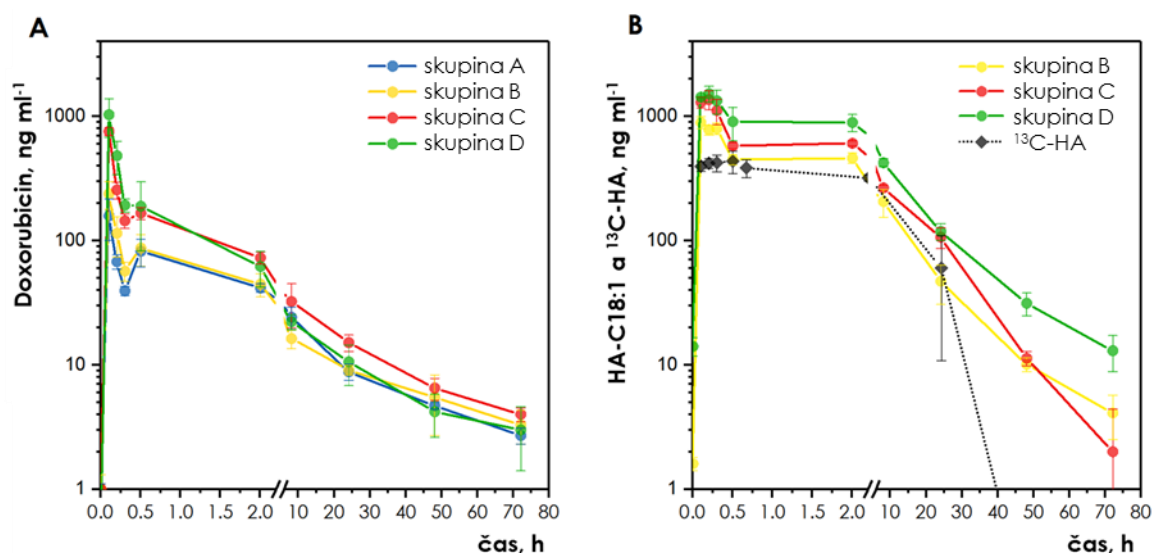 A
Doxorubicin, ng ml⁻¹
1000
100
10
1
skupina A
skupina B
skupina C
skupina D
0.0 0.5 1.0 1.5 2.0 10 20 30 40 50 60 70 80
čas, h
B
HA-C18:1 a ¹³C-HA, ng ml⁻¹
1000
100
10
1
skupina B
skupina C
skupina D
¹³C-HA
0.0 0.5 1.0 1.5 2.0 10 20 30 40 50 60 70 80
čas, h